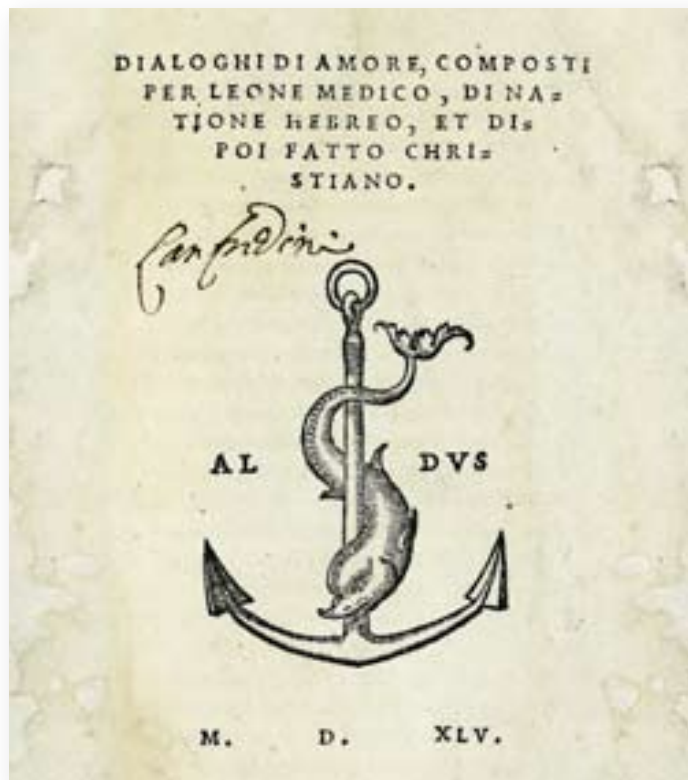 DIALOGHI DI AMORE, COMPOSTI
PER LEONE MEDICO, DI NA=
TIONE HEBREO, ET DI=
POI FATTO CHRI=
STIANO.
AL DVS
M. D. XLV.